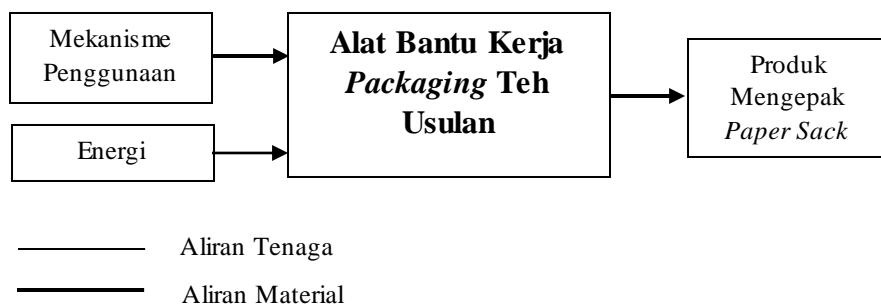 Mekanisme
Penggunaan
Energi
Alat Bantu Kerja
Packaging Teh
Usulan
Produk
Mengepak
Paper Sack
Aliran Tenaga
Aliran Material